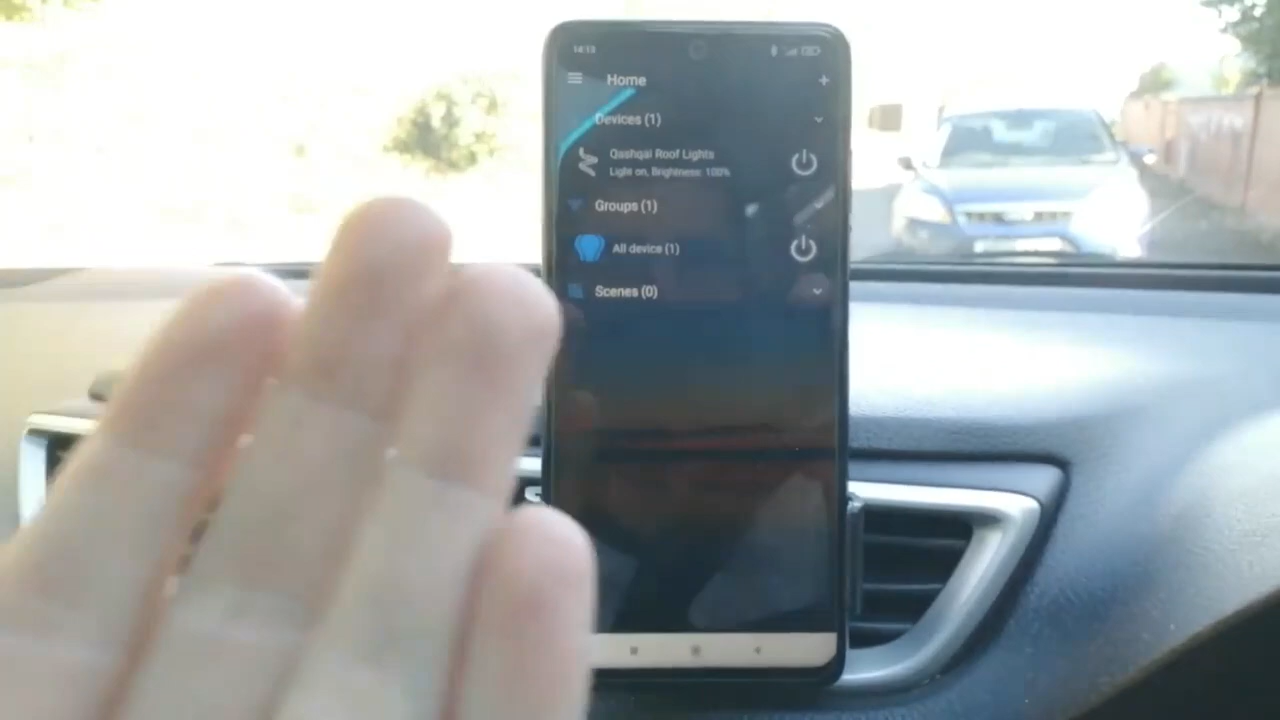 14:13
Home
Devices (1)
Qashqai Roof Lights
Light on, Brightness: 100%
Groups (1)
All device (1)
Scenes (0)